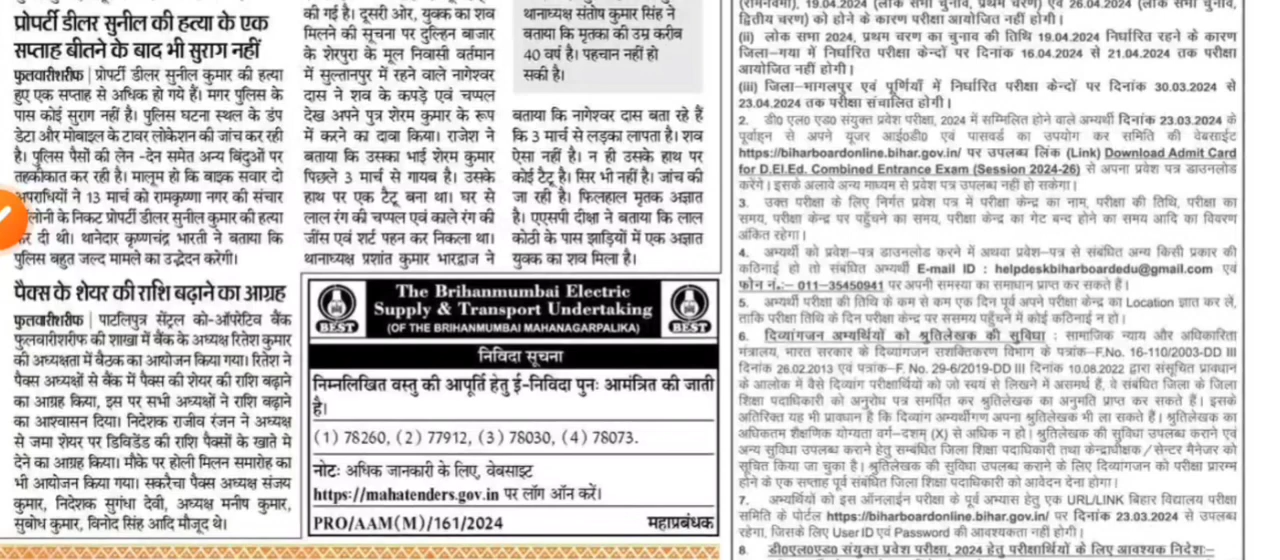 प्रोपर्टी डीलर सुनील की हत्या के एक
सप्ताह बीतने के बाद भी सुराग नहीं
फुलवारीशरीफ | प्रोपर्टी डीलर सुनील कुमार की हत्या
हुए एक सप्ताह से अधिक हो गये हैं। मगर पुलिस के
पास कोई सुराग नहीं है। पुलिस घटना स्थल के डंप
डेटा और मोबाइल के टावर लोकेशन की जांच कर रही
है। पुलिस पैसों की लेन -देन समेत अन्य बिंदुओं पर
तहकीकात कर रही है। मालूम हो कि बाइक सवार दो
अपराधियों ने 13 मार्च को रामकृष्णा नगर की संचार
लोनी के निकट प्रोपर्टी डीलर सुनील कुमार की हत्या
कर दी थी। थानेदार कृष्णचंद्र भारती ने बताया कि
पुलिस बहुत जल्द मामले का उद्भेदन करेगी।
पैक्स के शेयर की राशि बढ़ाने का आग्रह
फुलवारीशरीफ | पाटलिपुत्र सेंट्रल को-ऑपरेटिव बैंक
फुलवारीशरीफ की शाखा में बैंक के अध्यक्ष रितेश कुमार
की अध्यक्षता में बैठक का आयोजन किया गया। रितेश ने
पैक्स अध्यक्षों से बैंक में पैक्स की शेयर की राशि बढ़ाने
का आग्रह किया, इस पर सभी अध्यक्षों ने राशि बढ़ाने
का आश्वासन दिया। निदेशक राजीव रंजन ने अध्यक्ष
से जमा शेयर पर डिविडेंड की राशि पैक्सों के खाते मे
देने का आग्रह किया। मौके पर होली मिलन समारोह का
भी आयोजन किया गया। सकरैचा पैक्स अध्यक्ष संजय
कुमार, निदेशक सुगंधा देवी, अध्यक्ष मनीष कुमार,
सुबोध कुमार, विनोद सिंह आदि मौजूद थे।
की गई है। दूसरी ओर, युवक का शव
मिलने की सूचना पर दुल्हिन बाजार
के शेरपुरा के मूल निवासी वर्तमान
में सुल्तानपुर में रहने वाले नागेश्वर
दास ने शव के कपड़े एवं चप्पल
देख अपने पुत्र शेरम कुमार के रूप
में करने का दावा किया। राजेश ने
बताया कि उसका भाई शेरम कुमार
पिछले 3 मार्च से गायब है। उसके
हाथ पर एक टैटू बना था। घर से
लाल रंग की चप्पल एवं काले रंग की
जींस एवं शर्ट पहन कर निकला था।
थानाध्यक्ष प्रशांत कुमार भारद्वाज ने
थानाध्यक्ष संतोष कुमार सिंह ने
बताया कि मृतका की उम्र करीब
40 वर्ष है। पहचान नहीं हो
सकी है।
बताया कि नागेश्वर दास बता रहे हैं
कि 3 मार्च से लड़का लापता है। शव
ऐसा नहीं है। न ही उसके हाथ पर
कोई टैटू है। सिर भी नहीं है। जांच की
जा रही है। फिलहाल मृतक अज्ञात
है। एएसपी दीक्षा ने बताया कि लाल
कोठी के पास झाड़ियों में एक अज्ञात
युवक का शव मिला है।
The Brihanmumbai Electric
Supply & Transport Undertaking
(OF THE BRIHANMUMBAI MAHANAGARPALIKA)
BEST
BEST
निविदा सूचना
निम्नलिखित वस्तु की आपूर्ति हेतु ई-निविदा पुनः आमंत्रित की जाती
है।
(1) 78260, (2) 77912, (3) 78030, (4) 78073.
नोटः अधिक जानकारी के लिए, वेबसाइट
https://mahatenders.gov.in पर लॉग ऑन करें।
PRO/AAM(M)/161/2024 महाप्रबंधक
(रामनवमी), 19.04.2024 (लोक सभा चुनाव, प्रथम चरण) एवं 26.04.2024 (लोक सभा चुनाव,
द्वितीय चरण) को होने के कारण परीक्षा आयोजित नहीं होगी।
(ii) लोक सभा 2024, प्रथम चरण का चुनाव की तिथि 19.04.2024 निर्धारित रहने के कारण
जिला-गया में निर्धारित परीक्षा केन्द्रों पर दिनांक 16.04.2024 से 21.04.2024 तक परीक्षा
आयोजित नहीं होगी।
(iii) जिला-भागलपुर एवं पूर्णियाँ में निर्धारित परीक्षा केन्द्रों पर दिनांक 30.03.2024 से
23.04.2024 तक परीक्षा संचालित होगी।
2. डी० एल० एड० संयुक्त प्रवेश परीक्षा, 2024 में सम्मिलित होने वाले अभ्यर्थी दिनांक 23.03.2024 के
पूर्वाहन से अपने यूजर आई०डी० एवं पासवर्ड का उपयोग कर समिति की वेबसाईट
https://biharboardonline.bihar.gov.in/ पर उपलब्ध लिंक (Link) Download Admit Card
for D.El.Ed. Combined Entrance Exam (Session 2024-26) से अपना प्रवेश पत्र डाउनलोड
करेंगे। इसके अलावे अन्य माध्यम से प्रवेश पत्र उपलब्ध नहीं हो सकेगा।
3. उक्त परीक्षा के लिए निर्गत प्रवेश पत्र में परीक्षा केन्द्र का नाम, परीक्षा की तिथि, परीक्षा का
समय, परीक्षा केन्द्र पर पहुँचने का समय, परीक्षा केन्द्र का गेट बन्द होने का समय आदि का विवरण
अंकित रहेगा।
4. अभ्यर्थी को प्रवेश-पत्र डाउनलोड करने में अथवा प्रवेश-पत्र से संबंधित अन्य किसी प्रकार की
कठिनाई हो तो संबंधित अभ्यर्थी E-mail ID : helpdeskbiharboardedu@gmail.com एवं
फोन नं.:- 011-35450941 पर अपनी समस्या का समाधान प्राप्त कर सकते हैं।
5. अभ्यर्थी परीक्षा की तिथि के कम से कम एक दिन पूर्व अपने परीक्षा केन्द्र का Location ज्ञात कर लें,
ताकि परीक्षा तिथि के दिन परीक्षा केन्द्र पर ससमय पहुँचने में कोई कठिनाई न हो।
6. दिव्यांगजन अभ्यर्थियों को श्रुतिलेखक की सुविधा : सामाजिक न्याय और अधिकारिता
मंत्रालय, भारत सरकार के दिव्यांगजन सशक्तिकरण विभाग के पत्रांक-F.No. 16-110/2003-DD III
दिनांक 26.02.2013 एवं पत्रांक- F. No. 29-6/2019-DD III दिनांक 10.08.2022 द्वारा संसूचित प्रावधान
के आलोक में वैसे दिव्यांग परीक्षार्थियों को जो स्वयं से लिखने में असमर्थ हैं, वे संबंधित जिला के जिला
शिक्षा पदाधिकारी को अनुरोध पत्र समर्पित कर श्रुतिलेखक का अनुमति प्राप्त कर सकते हैं। इसके
अतिरिक्त यह भी प्रावधान है कि दिव्यांग अभ्यर्थीगण अपना श्रुतिलेखक भी ला सकते हैं। श्रुतिलेखक का
अधिकतम शैक्षणिक योग्यता वर्ग-दशम् (X) से अधिक न हो। श्रुतिलेखक की सुविधा उपलब्ध कराने एवं
अन्य सुविधा उपलब्ध कराने हेतु सम्बंधित जिला शिक्षा पदाधिकारी तथा केन्द्राधीक्षक/सेन्टर मैनेजर को
सूचित किया जा चुका है। श्रुतिलेखक की सुविधा उपलब्ध कराने के लिए दिव्यांगजन को परीक्षा प्रारम्भ
होने के एक सप्ताह पूर्व संबंधित जिला शिक्षा पदाधिकारी को आवेदन देना होगा।
7. अभ्यर्थियों को इस ऑनलाईन परीक्षा के पूर्व अभ्यास हेतु एक URL/LINK बिहार विद्यालय परीक्षा
समिति के पोर्टल https://biharboardonline.bihar.gov.in/ पर दिनांक 23.03.2024 से उपलब्ध
रहेगा, जिसके लिए User ID एवं Password की आवश्यकता नहीं होगी।
8. डी०एल०एड० संयुक्त प्रवेश परीक्षा, 2024 हेतु परीक्षार्थियों के लिए आवश्यक निदेश:-